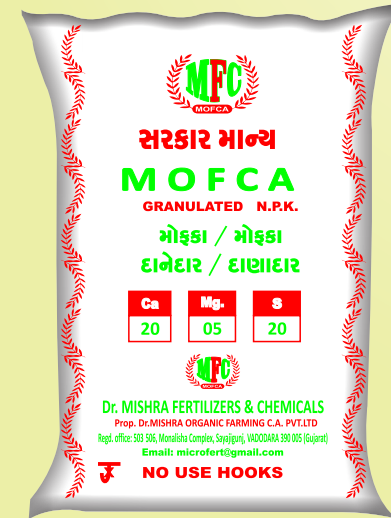 MFC
MOFCA
સરકાર માન્ય
MOFCA
GRANULATED N.P.K.
મોફકા / મોફકા
દાનેદાર / દાણાદાર
Ca Mg. S
20 05 20
MFC
MOFCA
Dr. MISHRA FERTILIZERS & CHEMICALS
Prop. Dr.MISHRA ORGANIC FARMING C.A. PVT.LTD
Regd. office: 503 506, Monalisha Complex, Sayajigunj, VADODARA 390 005 (Gujarat)
Email: microfert@gmail.com
NO USE HOOKS